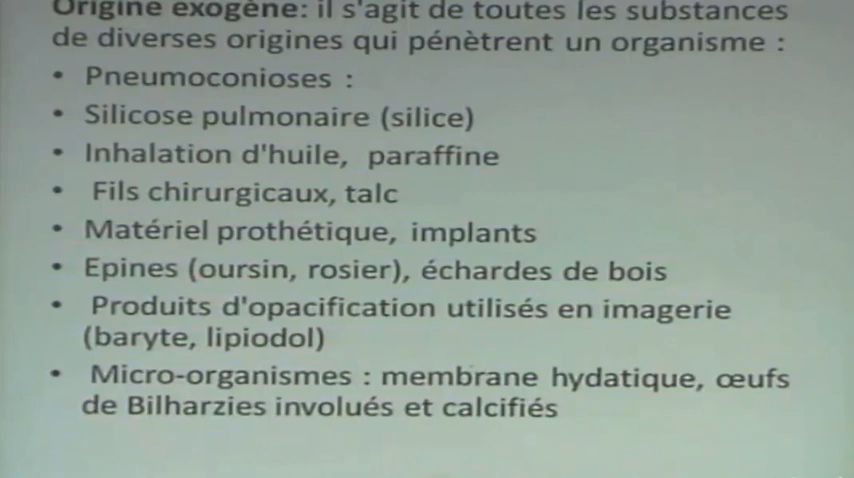 Origine exogène: il s'agit de toutes les substances
de diverses origines qui pénètrent un organisme :
• Pneumoconioses :
• Silicose pulmonaire (silice)
• Inhalation d'huile, paraffine
• Fils chirurgicaux, talc
• Matériel prothétique, implants
• Epines (oursin, rosier), échardes de bois
• Produits d'opacification utilisés en imagerie
(baryte, lipiodol)
• Micro-organismes : membrane hydatique, œufs
de Bilharzies involués et calcifiés